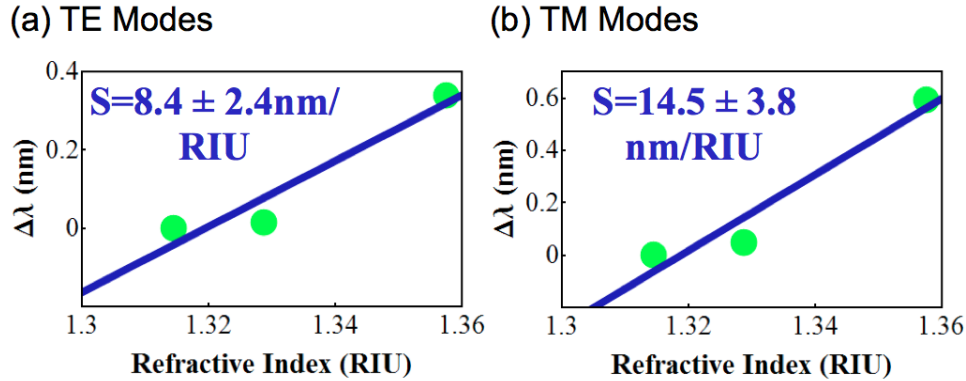 (a) TE Modes
0.4
0.2
0
Δλ (nm)
S=8.4 ± 2.4nm/
RIU
1.3 1.32 1.34 1.36
Refractive Index (RIU)
(b) TM Modes
0.6
0.4
0.2
0
Δλ (nm)
S=14.5 ± 3.8
nm/RIU
1.3 1.32 1.34 1.36
Refractive Index (RIU)